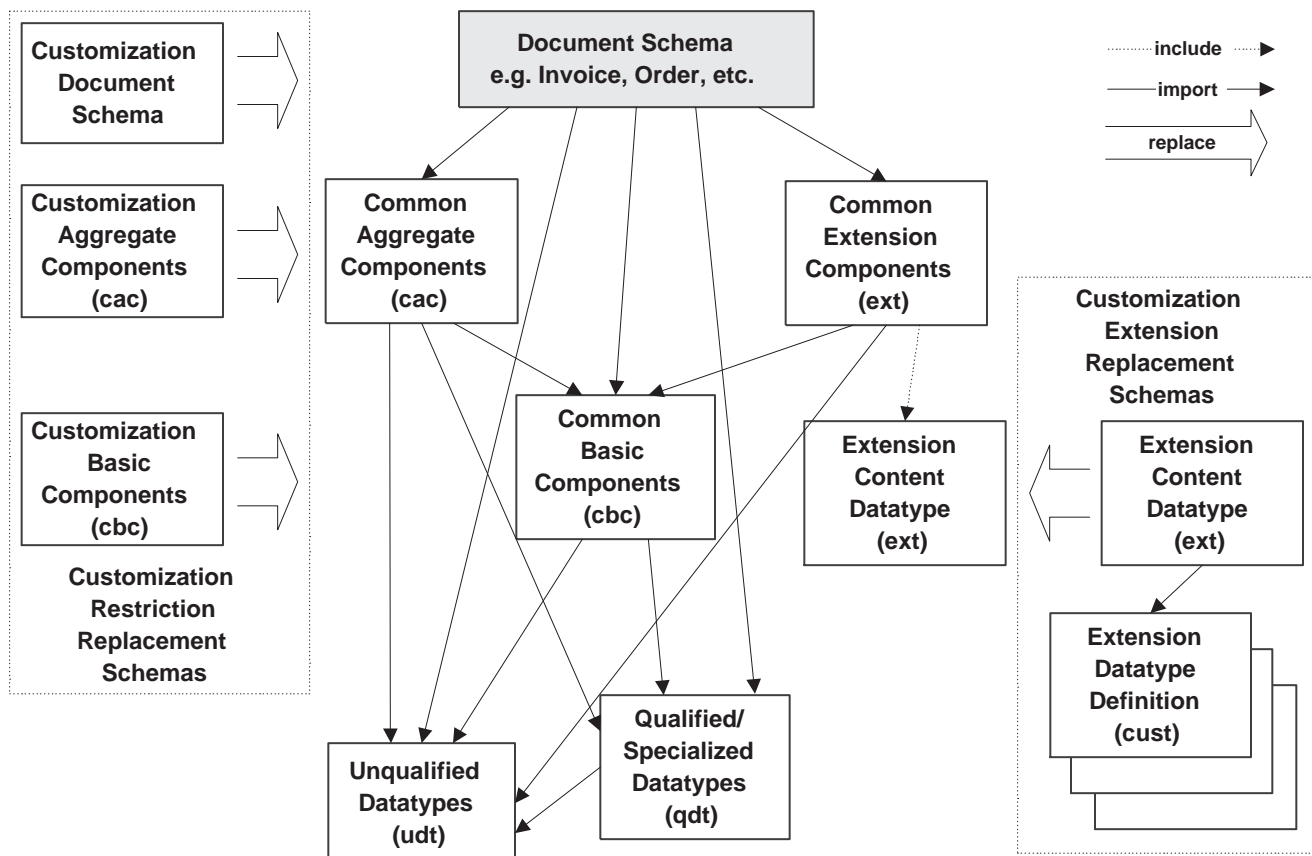 Customization
Document
Schema
Document Schema
e.g. Invoice, Order, etc.
include
import
replace
Customization
Aggregate
Components
(cac)
Common
Aggregate
Components
(cac)
Common
Extension
Components
(ext)
Customization
Extension
Replacement
Schemas
Customization
Basic
Components
(cbc)
Common
Basic
Components
(cbc)
Extension
Content
Datatype
(ext)
Extension
Content
Datatype
(ext)
Customization
Restriction
Replacement
Schemas
Extension
Datatype
Definition
(cust)
Unqualified
Datatypes
(udt)
Qualified/
Specialized
Datatypes
(qdt)